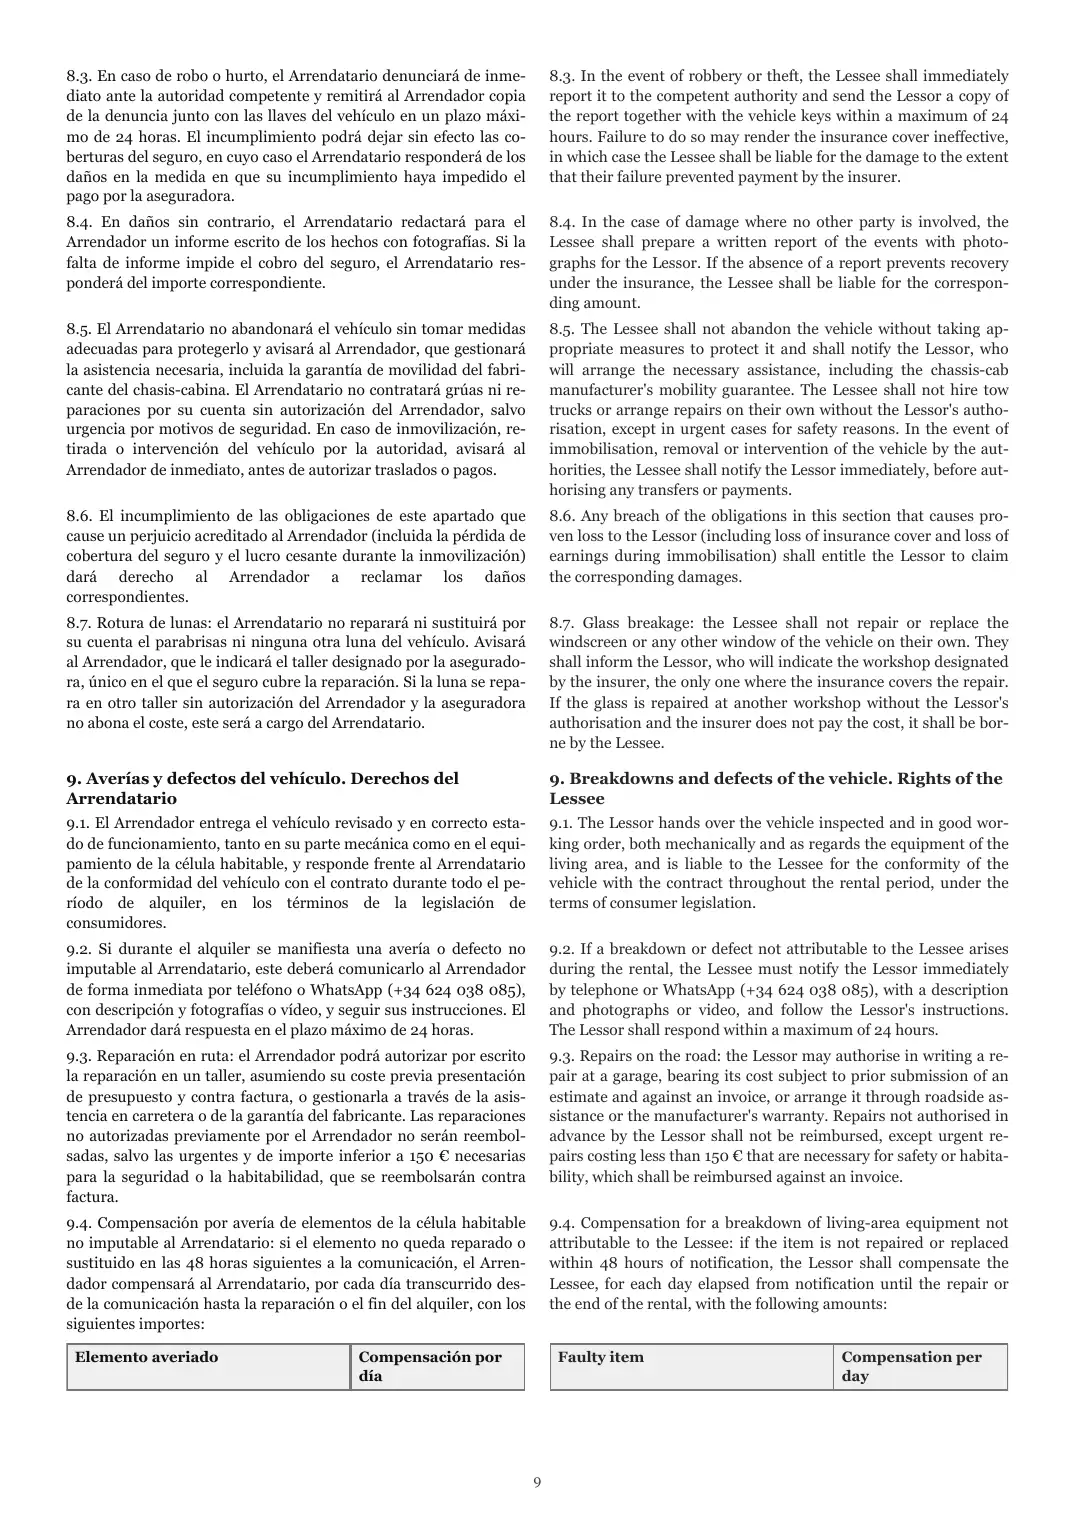 8.3. En caso de robo o hurto, el Arrendatario denunciará de inme-
diato ante la autoridad competente y remitirá al Arrendador copia
de la denuncia junto con las llaves del vehículo en un plazo máxi-
mo de 24 horas. El incumplimiento podrá dejar sin efecto las co-
berturas del seguro, en cuyo caso el Arrendatario responderá de los
daños en la medida en que su incumplimiento haya impedido el
pago por la aseguradora.
8.4. En daños sin contrario, el Arrendatario redactará para el
Arrendador un informe escrito de los hechos con fotografías. Si la
falta de informe impide el cobro del seguro, el Arrendatario res-
ponderá del importe correspondiente.
8.5. El Arrendatario no abandonará el vehículo sin tomar medidas
adecuadas para protegerlo y avisará al Arrendador, que gestionará
la asistencia necesaria, incluida la garantía de movilidad del fabri-
cante del chasis-cabina. El Arrendatario no contratará grúas ni re-
paraciones por su cuenta sin autorización del Arrendador, salvo
urgencia por motivos de seguridad. En caso de inmovilización, re-
tirada o intervención del vehículo por la autoridad, avisará al
Arrendador de inmediato, antes de autorizar traslados o pagos.
8.6. El incumplimiento de las obligaciones de este apartado que
cause un perjuicio acreditado al Arrendador (incluida la pérdida de
cobertura del seguro y el lucro cesante durante la inmovilización)
dará derecho al Arrendador a reclamar los daños
correspondientes.
8.7. Rotura de lunas: el Arrendatario no reparará ni sustituirá por
su cuenta el parabrisas ni ninguna otra luna del vehículo. Avisará
al Arrendador, que le indicará el taller designado por la asegurado-
ra, único en el que el seguro cubre la reparación. Si la luna se repa-
ra en otro taller sin autorización del Arrendador y la aseguradora
no abona el coste, este será a cargo del Arrendatario.
9. Averías y defectos del vehículo. Derechos del
Arrendatario
9.1. El Arrendador entrega el vehículo revisado y en correcto esta-
do de funcionamiento, tanto en su parte mecánica como en el equi-
pamiento de la célula habitable, y responde frente al Arrendatario
de la conformidad del vehículo con el contrato durante todo el pe-
ríodo de alquiler, en los términos de la legislación de
consumidores.
9.2. Si durante el alquiler se manifiesta una avería o defecto no
imputable al Arrendatario, este deberá comunicarlo al Arrendador
de forma inmediata por teléfono o WhatsApp (+34 624 038 085),
con descripción y fotografías o vídeo, y seguir sus instrucciones. El
Arrendador dará respuesta en el plazo máximo de 24 horas.
9.3. Reparación en ruta: el Arrendador podrá autorizar por escrito
la reparación en un taller, asumiendo su coste previa presentación
de presupuesto y contra factura, o gestionarla a través de la asis-
tencia en carretera o de la garantía del fabricante. Las reparaciones
no autorizadas previamente por el Arrendador no serán reembol-
sadas, salvo las urgentes y de importe inferior a 150 € necesarias
para la seguridad o la habitabilidad, que se reembolsarán contra
factura.
9.4. Compensación por avería de elementos de la célula habitable
no imputable al Arrendatario: si el elemento no queda reparado o
sustituido en las 48 horas siguientes a la comunicación, el Arren-
dador compensará al Arrendatario, por cada día transcurrido des-
de la comunicación hasta la reparación o el fin del alquiler, con los
siguientes importes:
Elemento averiado
Compensación por
día
8.3. In the event of robbery or theft, the Lessee shall immediately
report it to the competent authority and send the Lessor a copy of
the report together with the vehicle keys within a maximum of 24
hours. Failure to do so may render the insurance cover ineffective,
in which case the Lessee shall be liable for the damage to the extent
that their failure prevented payment by the insurer.
8.4. In the case of damage where no other party is involved, the
Lessee shall prepare a written report of the events with photo-
graphs for the Lessor. If the absence of a report prevents recovery
under the insurance, the Lessee shall be liable for the correspon-
ding amount.
8.5. The Lessee shall not abandon the vehicle without taking ap-
propriate measures to protect it and shall notify the Lessor, who
will arrange the necessary assistance, including the chassis-cab
manufacturer's mobility guarantee. The Lessee shall not hire tow
trucks or arrange repairs on their own without the Lessor's autho-
risation, except in urgent cases for safety reasons. In the event of
immobilisation, removal or intervention of the vehicle by the aut-
horities, the Lessee shall notify the Lessor immediately, before aut-
horising any transfers or payments.
8.6. Any breach of the obligations in this section that causes pro-
ven loss to the Lessor (including loss of insurance cover and loss of
earnings during immobilisation) shall entitle the Lessor to claim
the corresponding damages.
8.7. Glass breakage: the Lessee shall not repair or replace the
windscreen or any other window of the vehicle on their own. They
shall inform the Lessor, who will indicate the workshop designated
by the insurer, the only one where the insurance covers the repair.
If the glass is repaired at another workshop without the Lessor's
authorisation and the insurer does not pay the cost, it shall be bor-
ne by the Lessee.
9. Breakdowns and defects of the vehicle. Rights of the
Lessee
9.1. The Lessor hands over the vehicle inspected and in good wor-
king order, both mechanically and as regards the equipment of the
living area, and is liable to the Lessee for the conformity of the
vehicle with the contract throughout the rental period, under the
terms of consumer legislation.
9.2. If a breakdown or defect not attributable to the Lessee arises
during the rental, the Lessee must notify the Lessor immediately
by telephone or WhatsApp (+34 624 038 085), with a description
and photographs or video, and follow the Lessor's instructions.
The Lessor shall respond within a maximum of 24 hours.
9.3. Repairs on the road: the Lessor may authorise in writing a re-
pair at a garage, bearing its cost subject to prior submission of an
estimate and against an invoice, or arrange it through roadside as-
sistance or the manufacturer's warranty. Repairs not authorised in
advance by the Lessor shall not be reimbursed, except urgent re-
pairs costing less than 150 € that are necessary for safety or habita-
bility, which shall be reimbursed against an invoice.
9.4. Compensation for a breakdown of living-area equipment not
attributable to the Lessee: if the item is not repaired or replaced
within 48 hours of notification, the Lessor shall compensate the
Lessee, for each day elapsed from notification until the repair or
the end of the rental, with the following amounts:
Faulty item
Compensation per
day
9